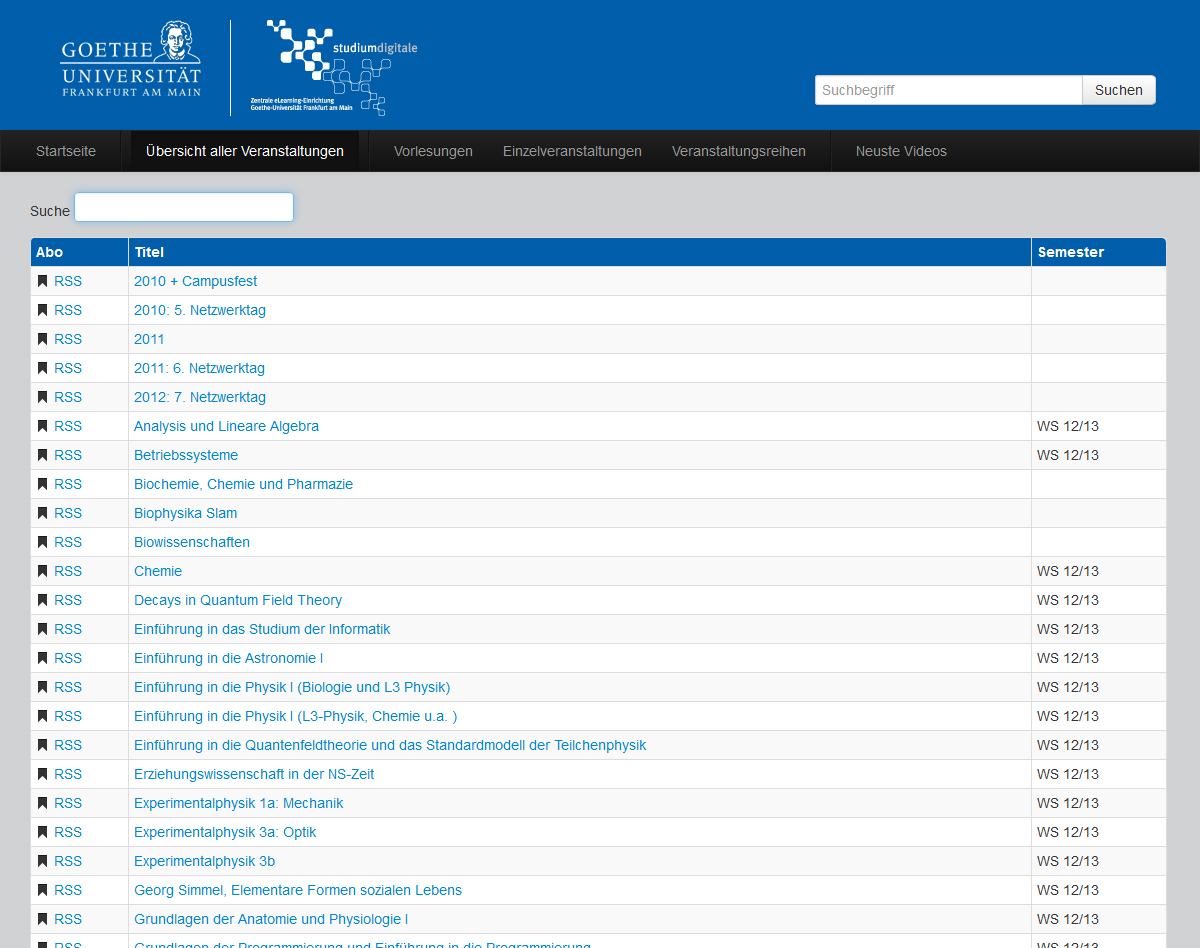 GOETHE
UNIVERSITÄT
FRANKFURT AM MAIN
studiumdigitale
Zentrale eLearning-Einrichtung
Goethe-Universität Frankfurt am Main
Suchbegriff Suchen
Startseite Übersicht aller Veranstaltungen Vorlesungen Einzelveranstaltungen Veranstaltungsreihen Neuste Videos
Suche
Abo Titel Semester
RSS 2010 + Campusfest
RSS 2010: 5. Netzwerktag
RSS 2011
RSS 2011: 6. Netzwerktag
RSS 2012: 7. Netzwerktag
RSS Analysis und Lineare Algebra WS 12/13
RSS Betriebssysteme WS 12/13
RSS Biochemie, Chemie und Pharmazie
RSS Biophysika Slam
RSS Biowissenschaften
RSS Chemie WS 12/13
RSS Decays in Quantum Field Theory WS 12/13
RSS Einführung in das Studium der Informatik WS 12/13
RSS Einführung in die Astronomie I WS 12/13
RSS Einführung in die Physik I (Biologie und L3 Physik) WS 12/13
RSS Einführung in die Physik I (L3-Physik, Chemie u.a. ) WS 12/13
RSS Einführung in die Quantenfeldtheorie und das Standardmodell der Teilchenphysik WS 12/13
RSS Erziehungswissenschaft in der NS-Zeit WS 12/13
RSS Experimentalphysik 1a: Mechanik WS 12/13
RSS Experimentalphysik 3a: Optik WS 12/13
RSS Experimentalphysik 3b WS 12/13
RSS Georg Simmel, Elementare Formen sozialen Lebens WS 12/13
RSS Grundlagen der Anatomie und Physiologie I WS 12/13
RSS Grundlagen der Programmierung und Einführung in die Programmierung WS 12/13